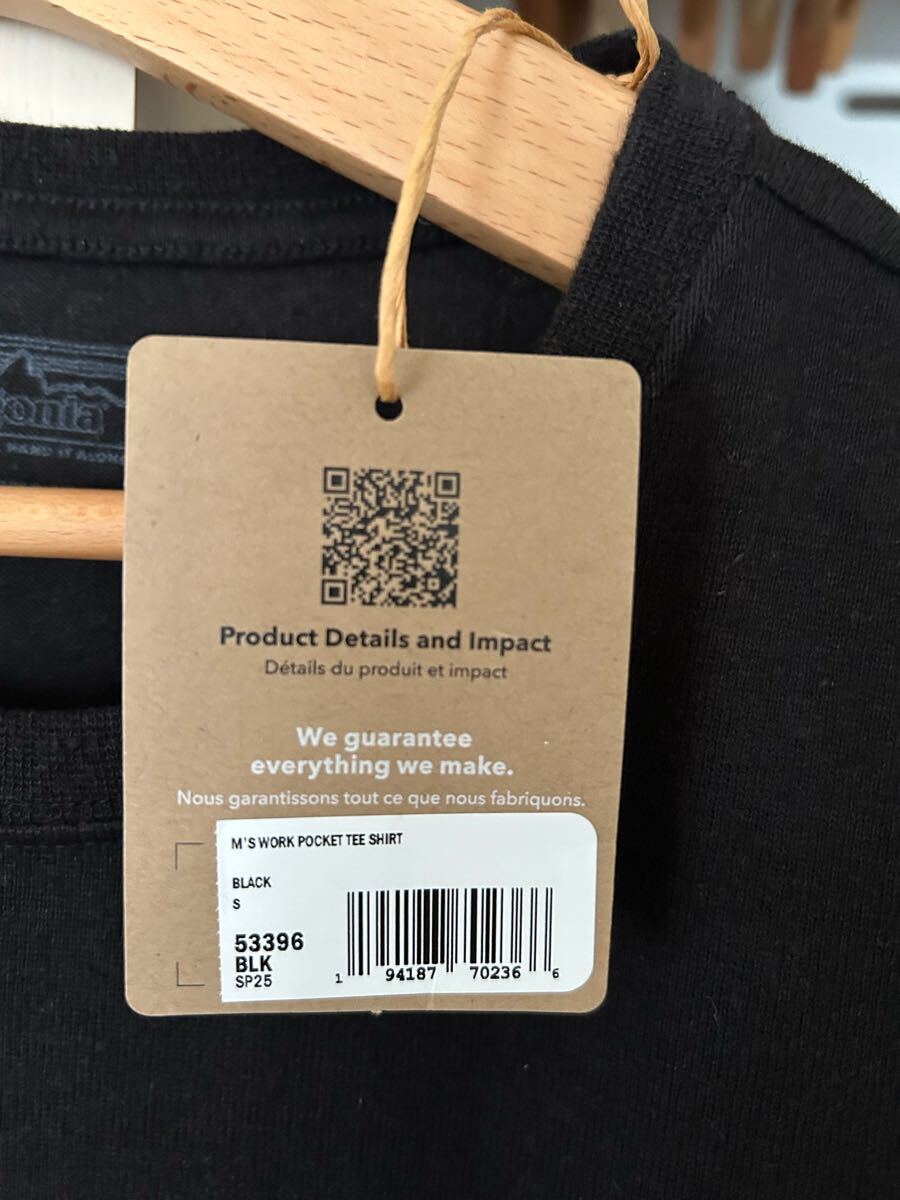 Product Details and Impact
Détails du produit et impact
We guarantee
everything we make.
Nous garantissons tout ce que nous fabriquons.
M'S WORK POCKET TEE SHIRT
BLACK
S
53396
BLK
SP25
1 94187 70236 6